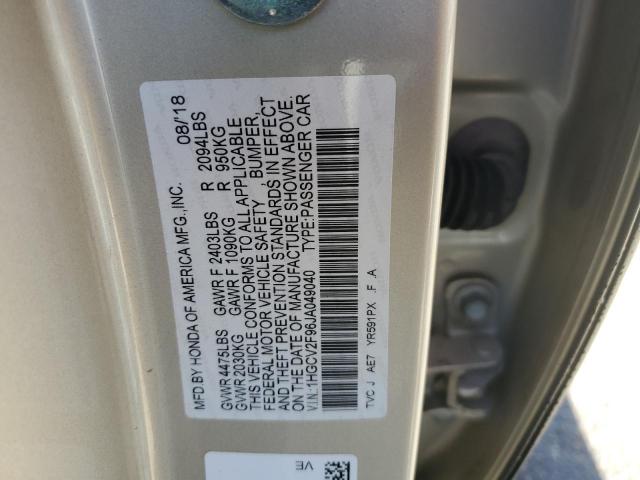 MFD.BY HONDA OF AMERICA MFG.,INC. 08/'18
GVWR 4475LBS GAWR F 2403LBS R 2094LBS
GVWR 2030KG GAWR F 1090KG R 950KG
THIS VEHICLE CONFORMS TO ALL APPLICABLE
FEDERAL MOTOR VEHICLE SAFETY , BUMPER,
AND THEFT PREVENTION STANDARDS IN EFFECT
ON THE DATE OF MANUFACTURE SHOWN ABOVE.
V.I.N.:1HGCV2F96JA049040 TYPE:PASSENGER CAR
TVC J AE7 YR591PX .F .A
VE